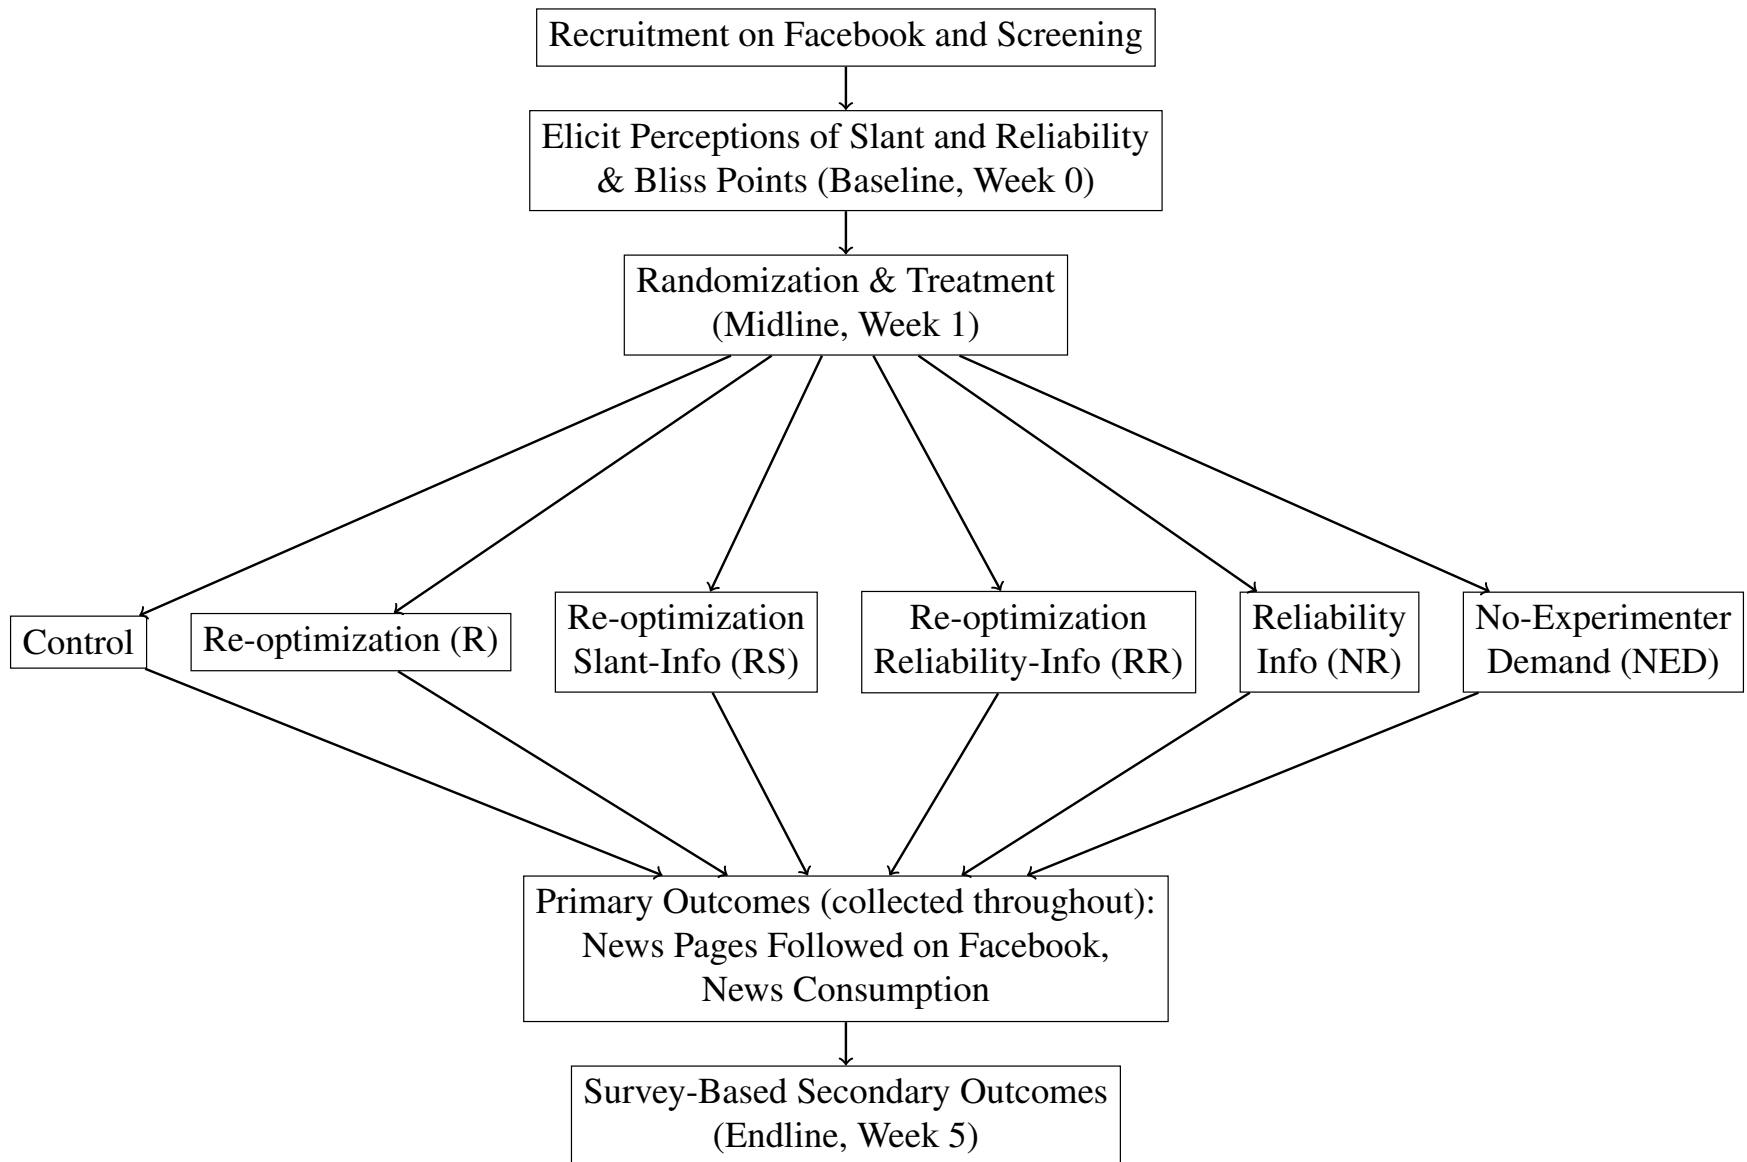 Recruitment on Facebook and Screening
Elicit Perceptions of Slant and Reliability
& Bliss Points (Baseline, Week 0)
Randomization & Treatment
(Midline, Week 1)
Control
Re-optimization (R)
Re-optimization
Slant-Info (RS)
Re-optimization
Reliability-Info (RR)
Reliability
Info (NR)
No-Experimenter
Demand (NED)
Primary Outcomes (collected throughout):
News Pages Followed on Facebook,
News Consumption
Survey-Based Secondary Outcomes
(Endline, Week 5)